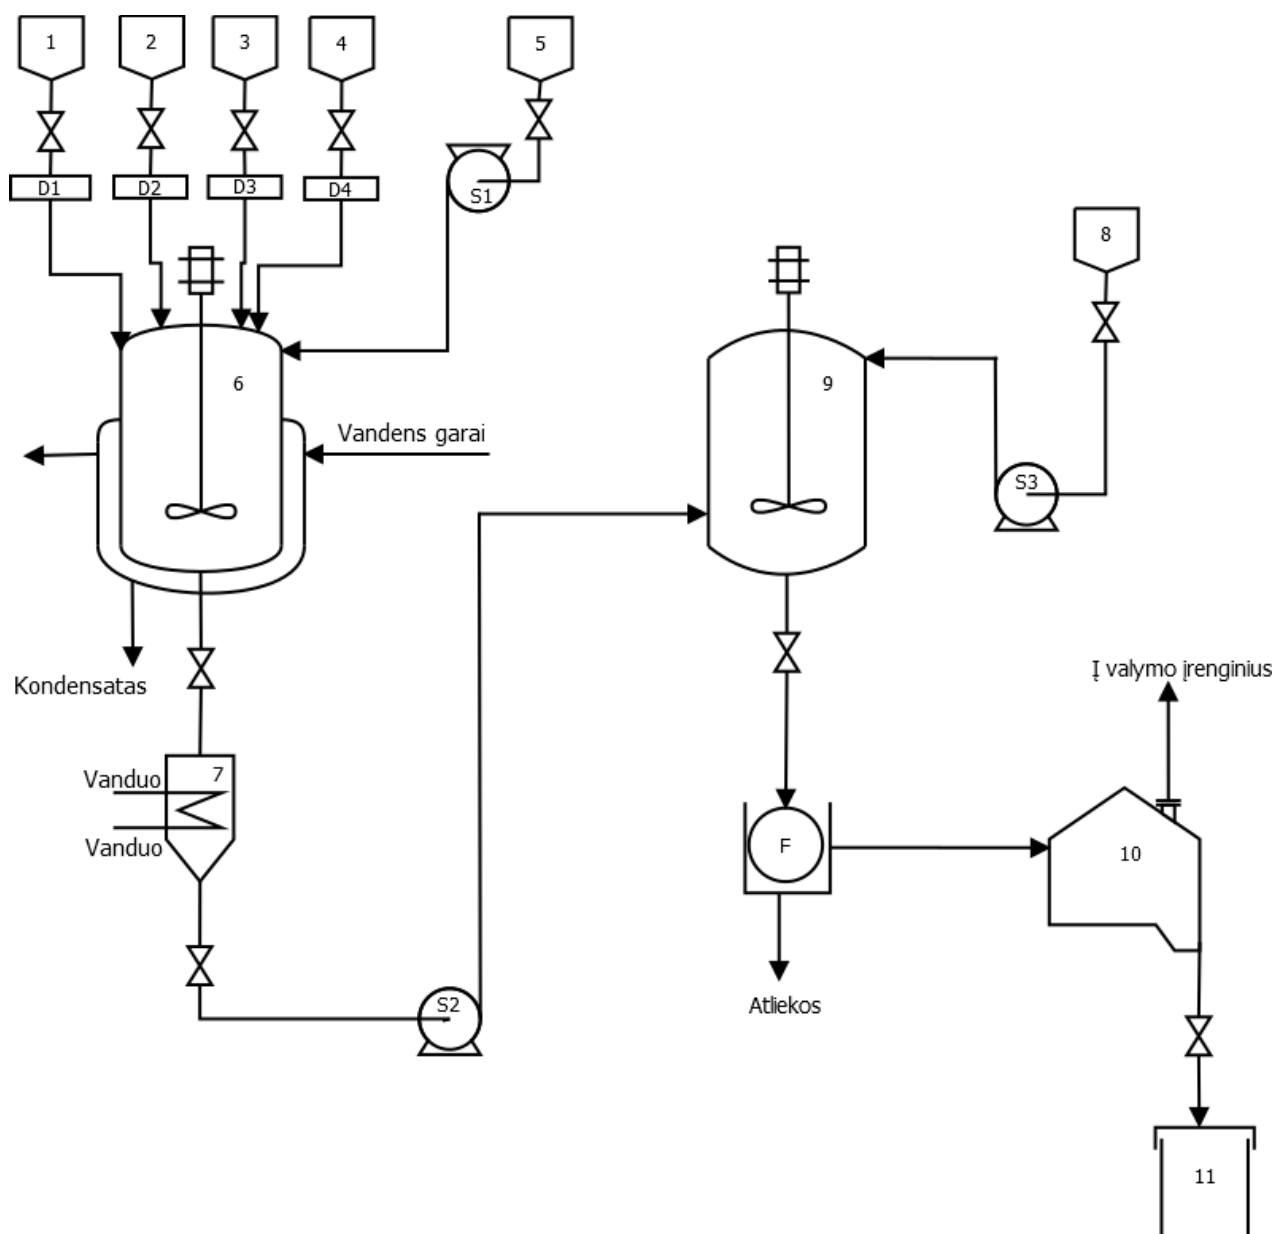 1
2
3
4
5
D1
D2
D3
D4
S1
8
6
9
Vandens garai
S3
Kondensatas
Į valymo įrenginius
7
Vanduo
Vanduo
F
10
S2
Atliekos
11